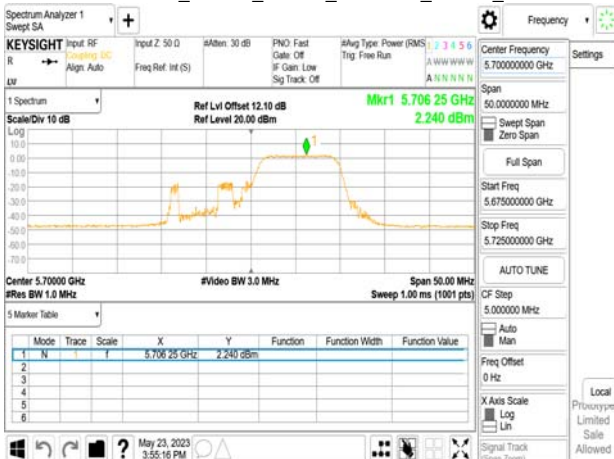 Spectrum Analyzer 1
Swept SA
+
Frequency
KEYSIGHT
R
Input: RF
Coupling: DC
Align: Auto
Input Z: 50 Ω
Freq Ref: Int (S)
#Atten: 30 dB
PNO: Fast
Gate: Off
IF Gain: Low
Sig Track: Off
#Avg Type: Power (RMS
Trig: Free Run
1 2 3 4 5 6
A W W W W W
A N N N N N
1 Spectrum
Scale/Div 10 dB
Ref Lvl Offset 12.10 dB
Ref Level 20.00 dBm
Mkr1 5.706 25 GHz
2.240 dBm
Log
10.0
0.00
-10.0
-20.0
-30.0
-40.0
-50.0
-60.0
-70.0
1
Center 5.70000 GHz
#Res BW 1.0 MHz
#Video BW 3.0 MHz
Span 50.00 MHz
Sweep 1.00 ms (1001 pts)
5 Marker Table
Mode Trace Scale X Y Function Function Width Function Value
1 N 1 f 5.706 25 GHz 2.240 dBm
2
3
4
5
6
May 23, 2023
3:55:16 PM
Center Frequency
5.700000000 GHz
Settings
Span
50.0000000 MHz
Swept Span
Zero Span
Full Span
Start Freq
5.675000000 GHz
Stop Freq
5.725000000 GHz
AUTO TUNE
CF Step
5.000000 MHz
Auto
Man
Freq Offset
0 Hz
X Axis Scale
Log
Lin
Signal Track
Local
Prototype
Limited
Sale
Allowed